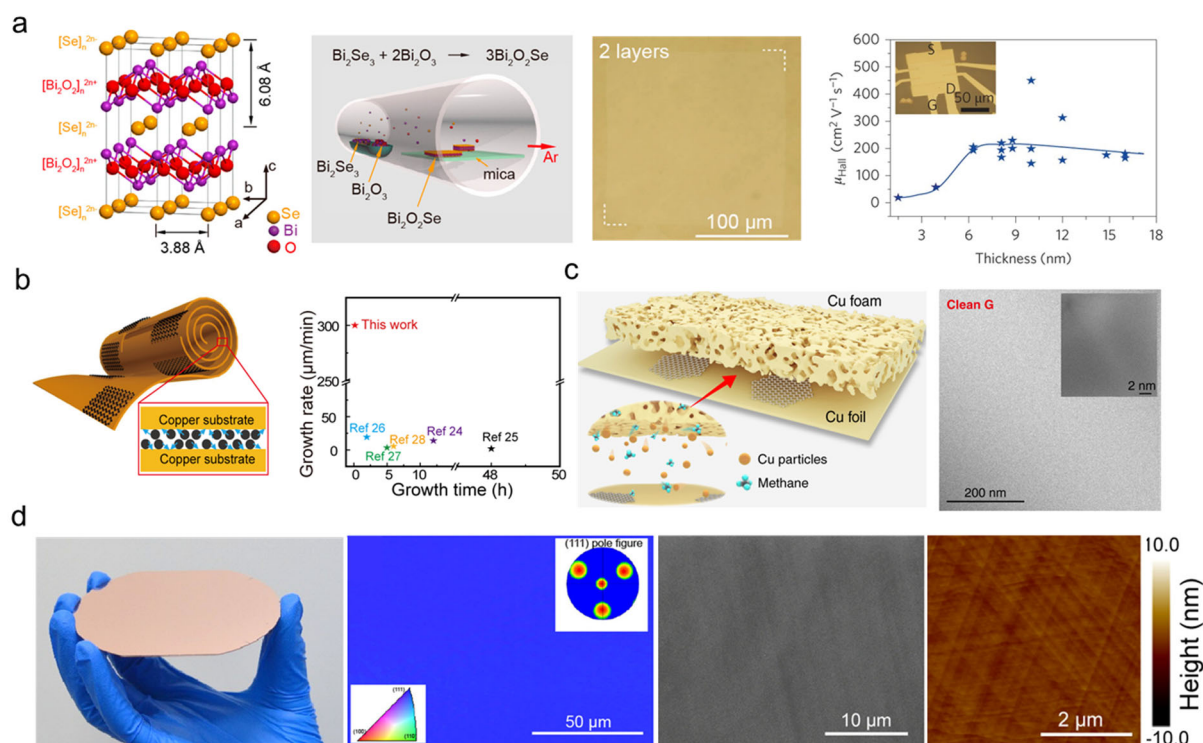 a
[Se]ₙ²ⁿ⁻
[Bi₂O₂]ₙ²ⁿ⁺
[Se]ₙ²ⁿ⁻
[Bi₂O₂]ₙ²ⁿ⁺
[Se]ₙ²ⁿ⁻
6.08 Å
3.88 Å
c
b
a
Se
Bi
O
Bi₂Se₃ + 2Bi₂O₃ → 3Bi₂O₂Se
Bi₂Se₃
Bi₂O₃
Bi₂O₂Se
mica
Ar
2 layers
100 µm
μHall (cm² V⁻¹ s⁻¹)
600
500
400
300
200
100
0
S
D
G
50 µm
3
6
9
12
15
18
Thickness (nm)
b
Copper substrate
Copper substrate
Growth rate (µm/min)
300
250
50
0
This work
Ref 26
Ref 27
Ref 28
Ref 24
Ref 25
0
5
10
48
50
Growth time (h)
c
Cu foam
Cu foil
Cu particles
Methane
Clean G
2 nm
200 nm
d
(111) pole figure
(111)
(100)
(110)
50 µm
10 µm
2 µm
10.0
Height (nm)
-10.0